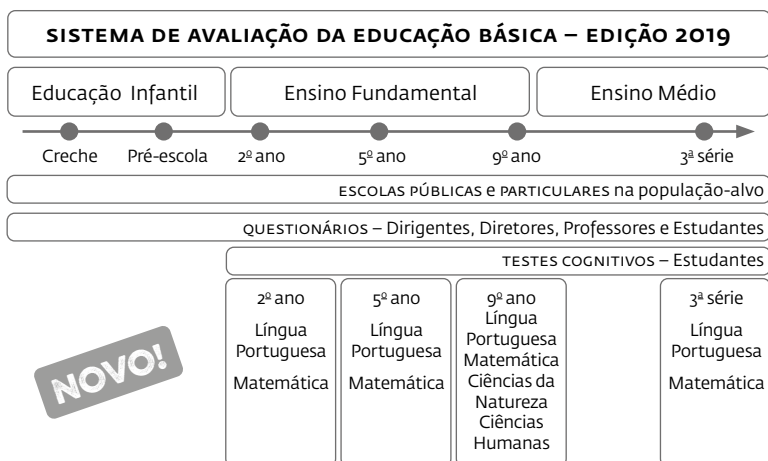 SISTEMA DE AVALIAÇÃO DA EDUCAÇÃO BÁSICA – EDIÇÃO 2019
Educação Infantil
Ensino Fundamental
Ensino Médio
Creche
Pré-escola
2º ano
5º ano
9º ano
3ª série
ESCOLAS PÚBLICAS e PARTICULARES na população-alvo
QUESTIONÁRIOS – Dirigentes, Diretores, Professores e Estudantes
TESTES COGNITIVOS – Estudantes
2º ano
Língua
Portuguesa
Matemática
5º ano
Língua
Portuguesa
Matemática
9º ano
Língua
Portuguesa
Matemática
Ciências da
Natureza
Ciências
Humanas
3ª série
Língua
Portuguesa
Matemática
NOVO!